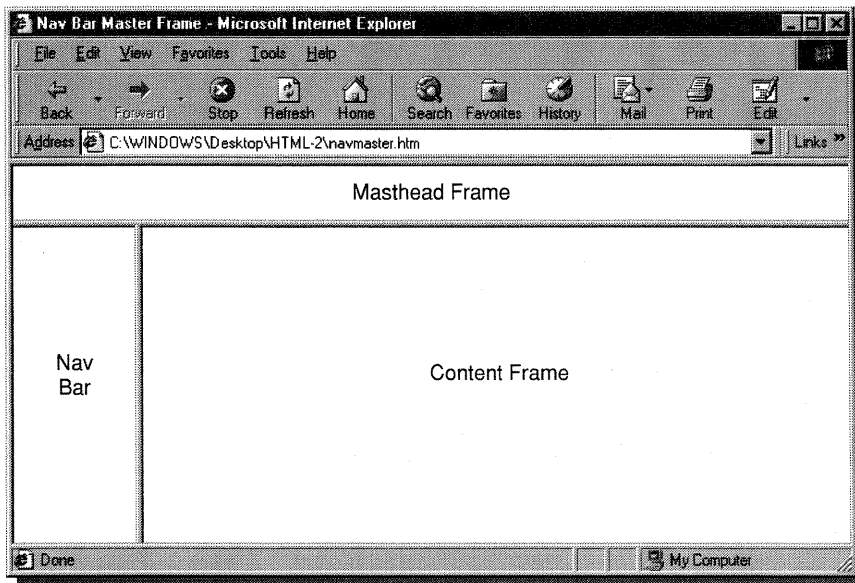 Nav Bar Master Frame - Microsoft Internet Explorer
File Edit View Favorites Tools Help
Back Forward Stop Refresh Home Search Favorites History Mail Print Edit
Address C:\WINDOWS\Desktop\HTML-2\navmaster.htm Links »
Masthead Frame
Nav
Bar
Content Frame
Done My Computer